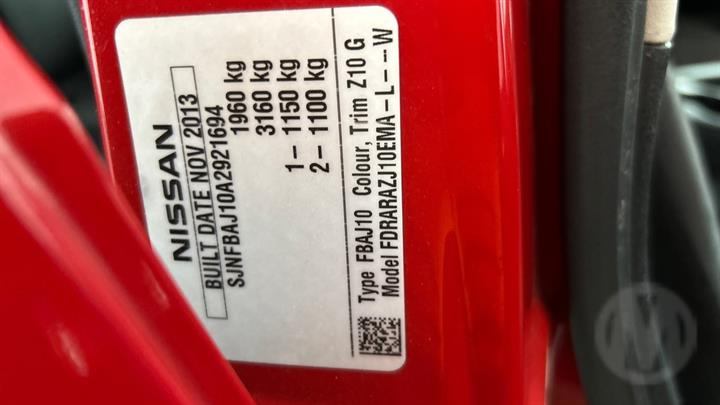 NISSAN
BUILT DATE NOV 2013
SJNFBAJ10A2921694
1960 kg
3160 kg
1 – 1150 kg
2 – 1100 kg
Type FBAJ10 Colour, Trim Z10 G
Model FDRARAZJ10EMA – L – – – W
M